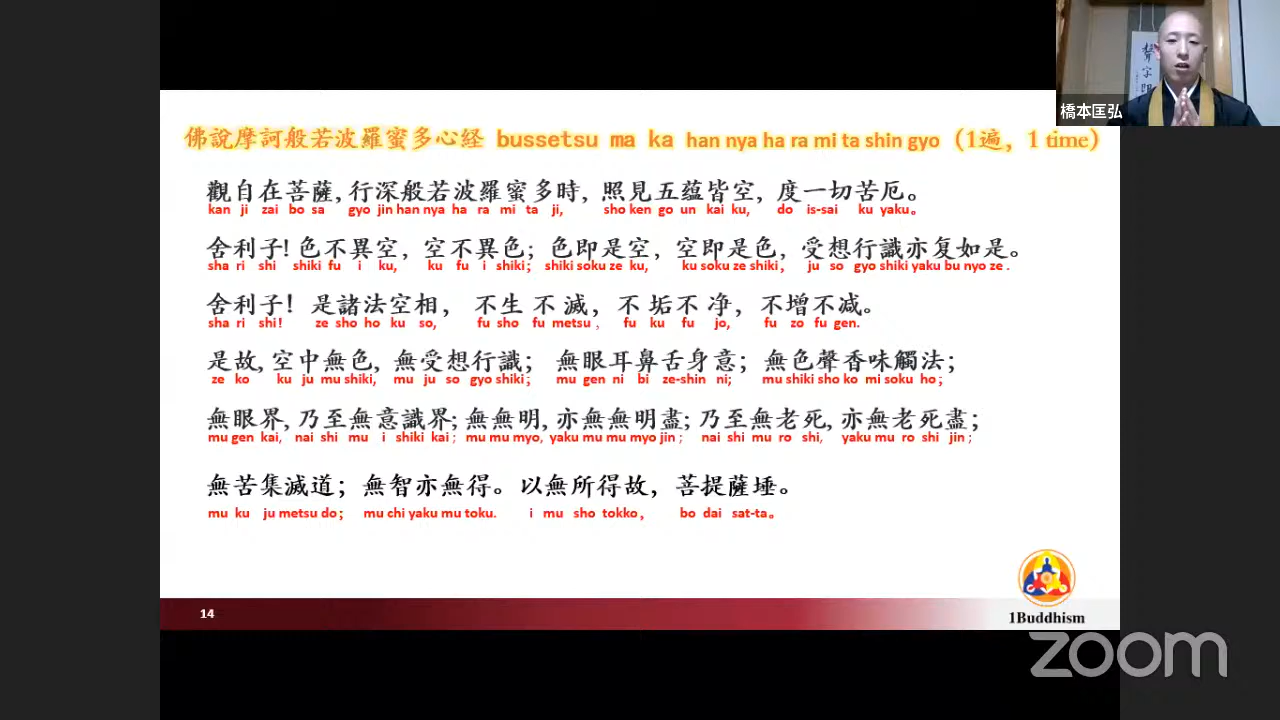 佛說摩訶般若波羅蜜多心経 bussetsu ma ka han nya ha ra mi ta shin gyo（1遍，1 time）
觀自在菩薩, 行深般若波羅蜜多時, 照見五蘊皆空, 度一切苦厄。
kan ji zai bo sa gyo jin han nya ha ra mi ta ji, sho ken go un kai ku, do is-sai ku yaku。
舍利子! 色不異空, 空不異色; 色即是空, 空即是色, 受想行識亦复如是。
sha ri shi shiki fu i ku, ku fu i shiki; shiki soku ze ku, ku soku ze shiki, ju so gyo shiki yaku bu nyo ze .
舍利子! 是諸法空相, 不生不滅, 不垢不净, 不增不减。
sha ri shi! ze sho ho ku so, fu sho fu metsu , fu ku fu jo, fu zo fu gen.
是故, 空中無色, 無受想行識; 無眼耳鼻舌身意; 無色聲香味觸法;
ze ko ku ju mu shiki, mu ju so gyo shiki; mu gen ni bi ze-shin ni; mu shiki sho ko mi soku ho;
無眼界, 乃至無意識界; 無無明, 亦無無明盡; 乃至無老死, 亦無老死盡;
mu gen kai, nai shi mu i shiki kai ; mu mu myo, yaku mu mu myo jin ; nai shi mu ro shi, yaku mu ro shi jin ;
無苦集滅道; 無智亦無得。以無所得故, 菩提薩埵。
mu ku ju metsu do; mu chi yaku mu toku. i mu sho tokko, bo dai sat-ta。
14
1Buddhism
橋本匡弘
zoom